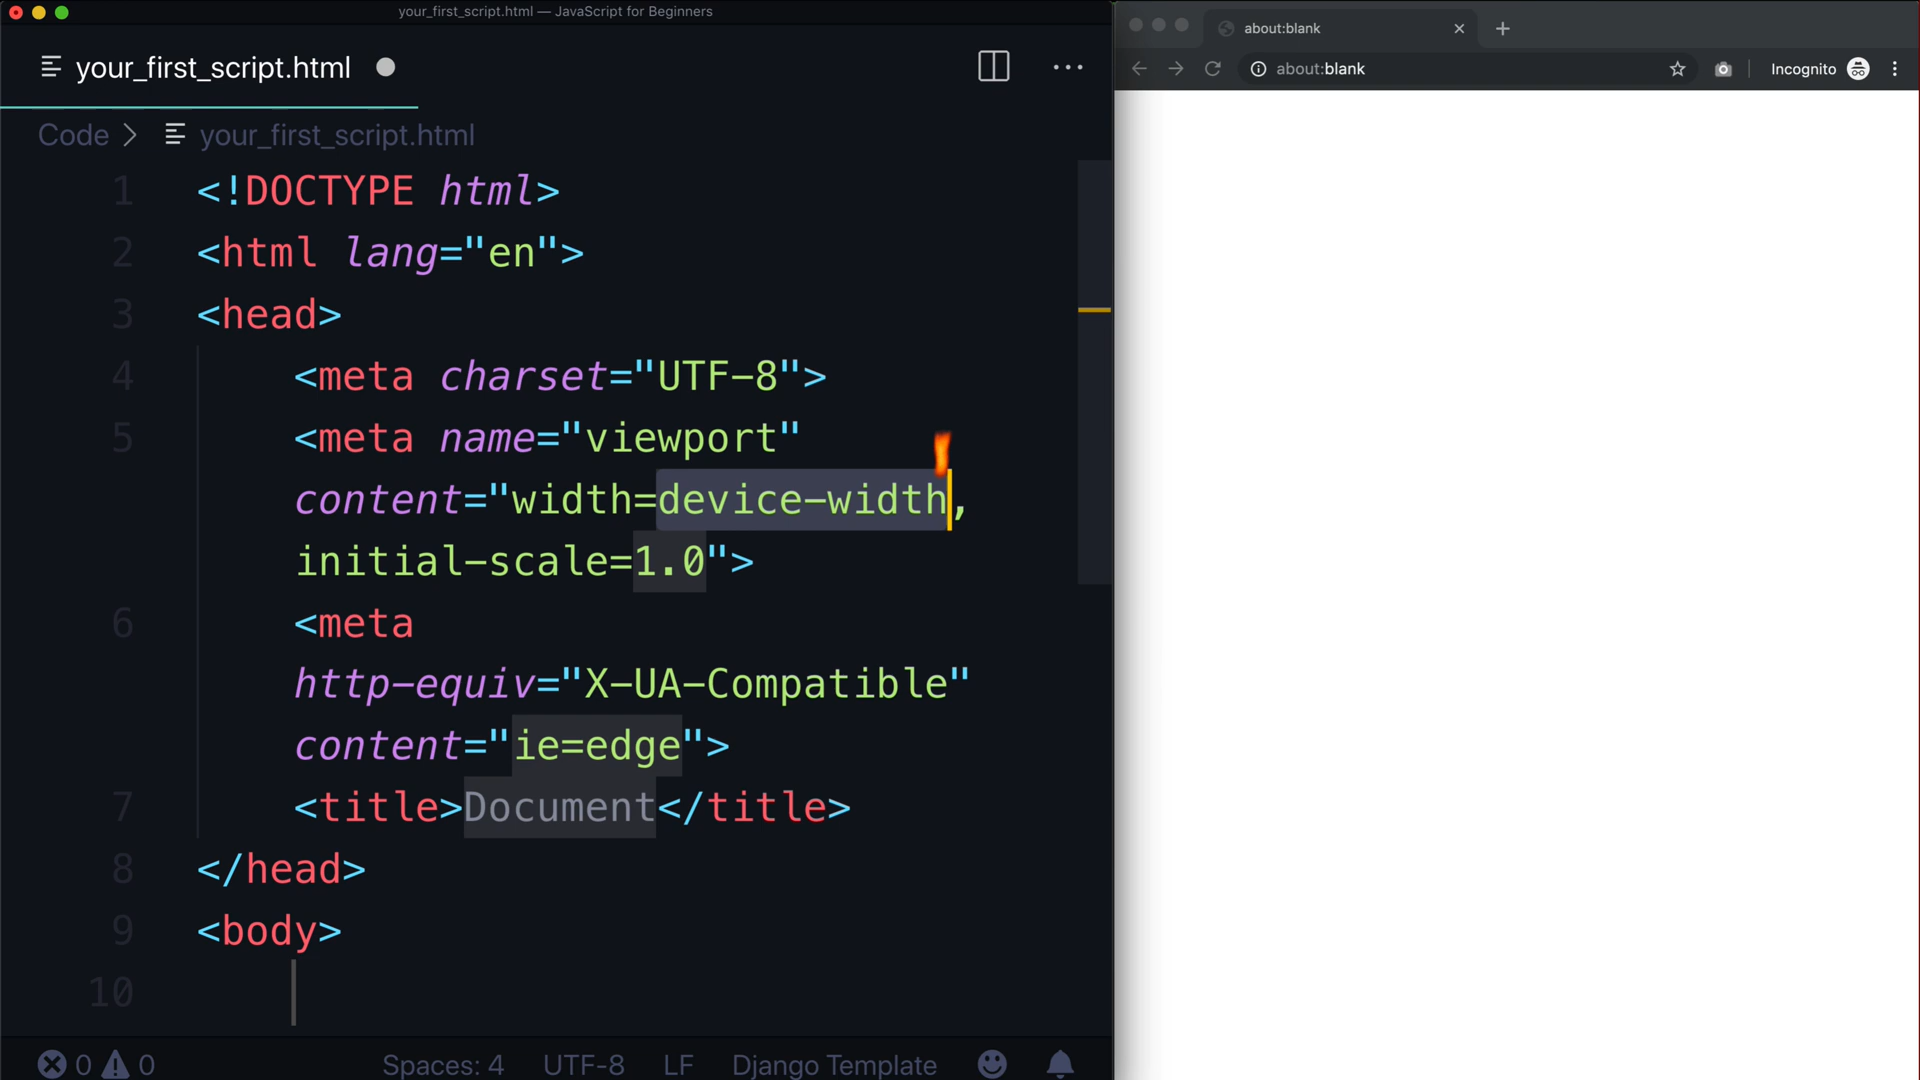 your_first_script.html — JavaScript for Beginners
your_first_script.html
Code > your_first_script.html
1 <!DOCTYPE html>
2 <html lang="en">
3 <head>
4 <meta charset="UTF-8">
5 <meta name="viewport"
content="width=device-width,
initial-scale=1.0">
6 <meta
http-equiv="X-UA-Compatible"
content="ie=edge">
7 <title>Document</title>
8 </head>
9 <body>
10
0 0 Spaces: 4 UTF-8 LF Django Template
about:blank
about:blank Incognito